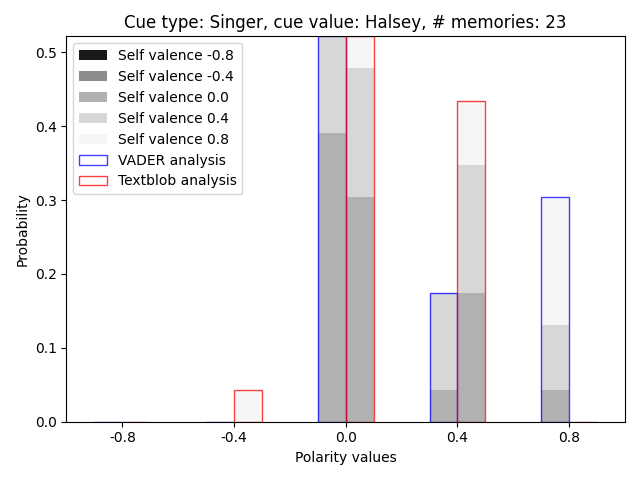 Cue type: Singer, cue value: Halsey, # memories: 23
Self valence -0.8
Self valence -0.4
Self valence 0.0
Self valence 0.4
Self valence 0.8
VADER analysis
Textblob analysis
Probability
0.5
0.4
0.3
0.2
0.1
0.0
-0.8 -0.4 0.0 0.4 0.8
Polarity values